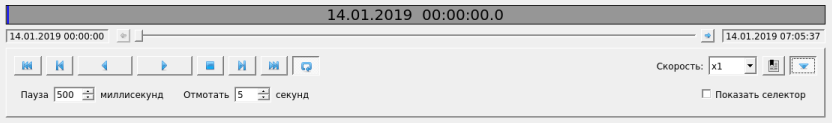 14.01.2019 00:00:00.0
14.01.2019 00:00:00 14.01.2019 07:05:37
Скорость: x1
Пауза 500 миллисекунд Отмотать 5 секунд Показать селектор